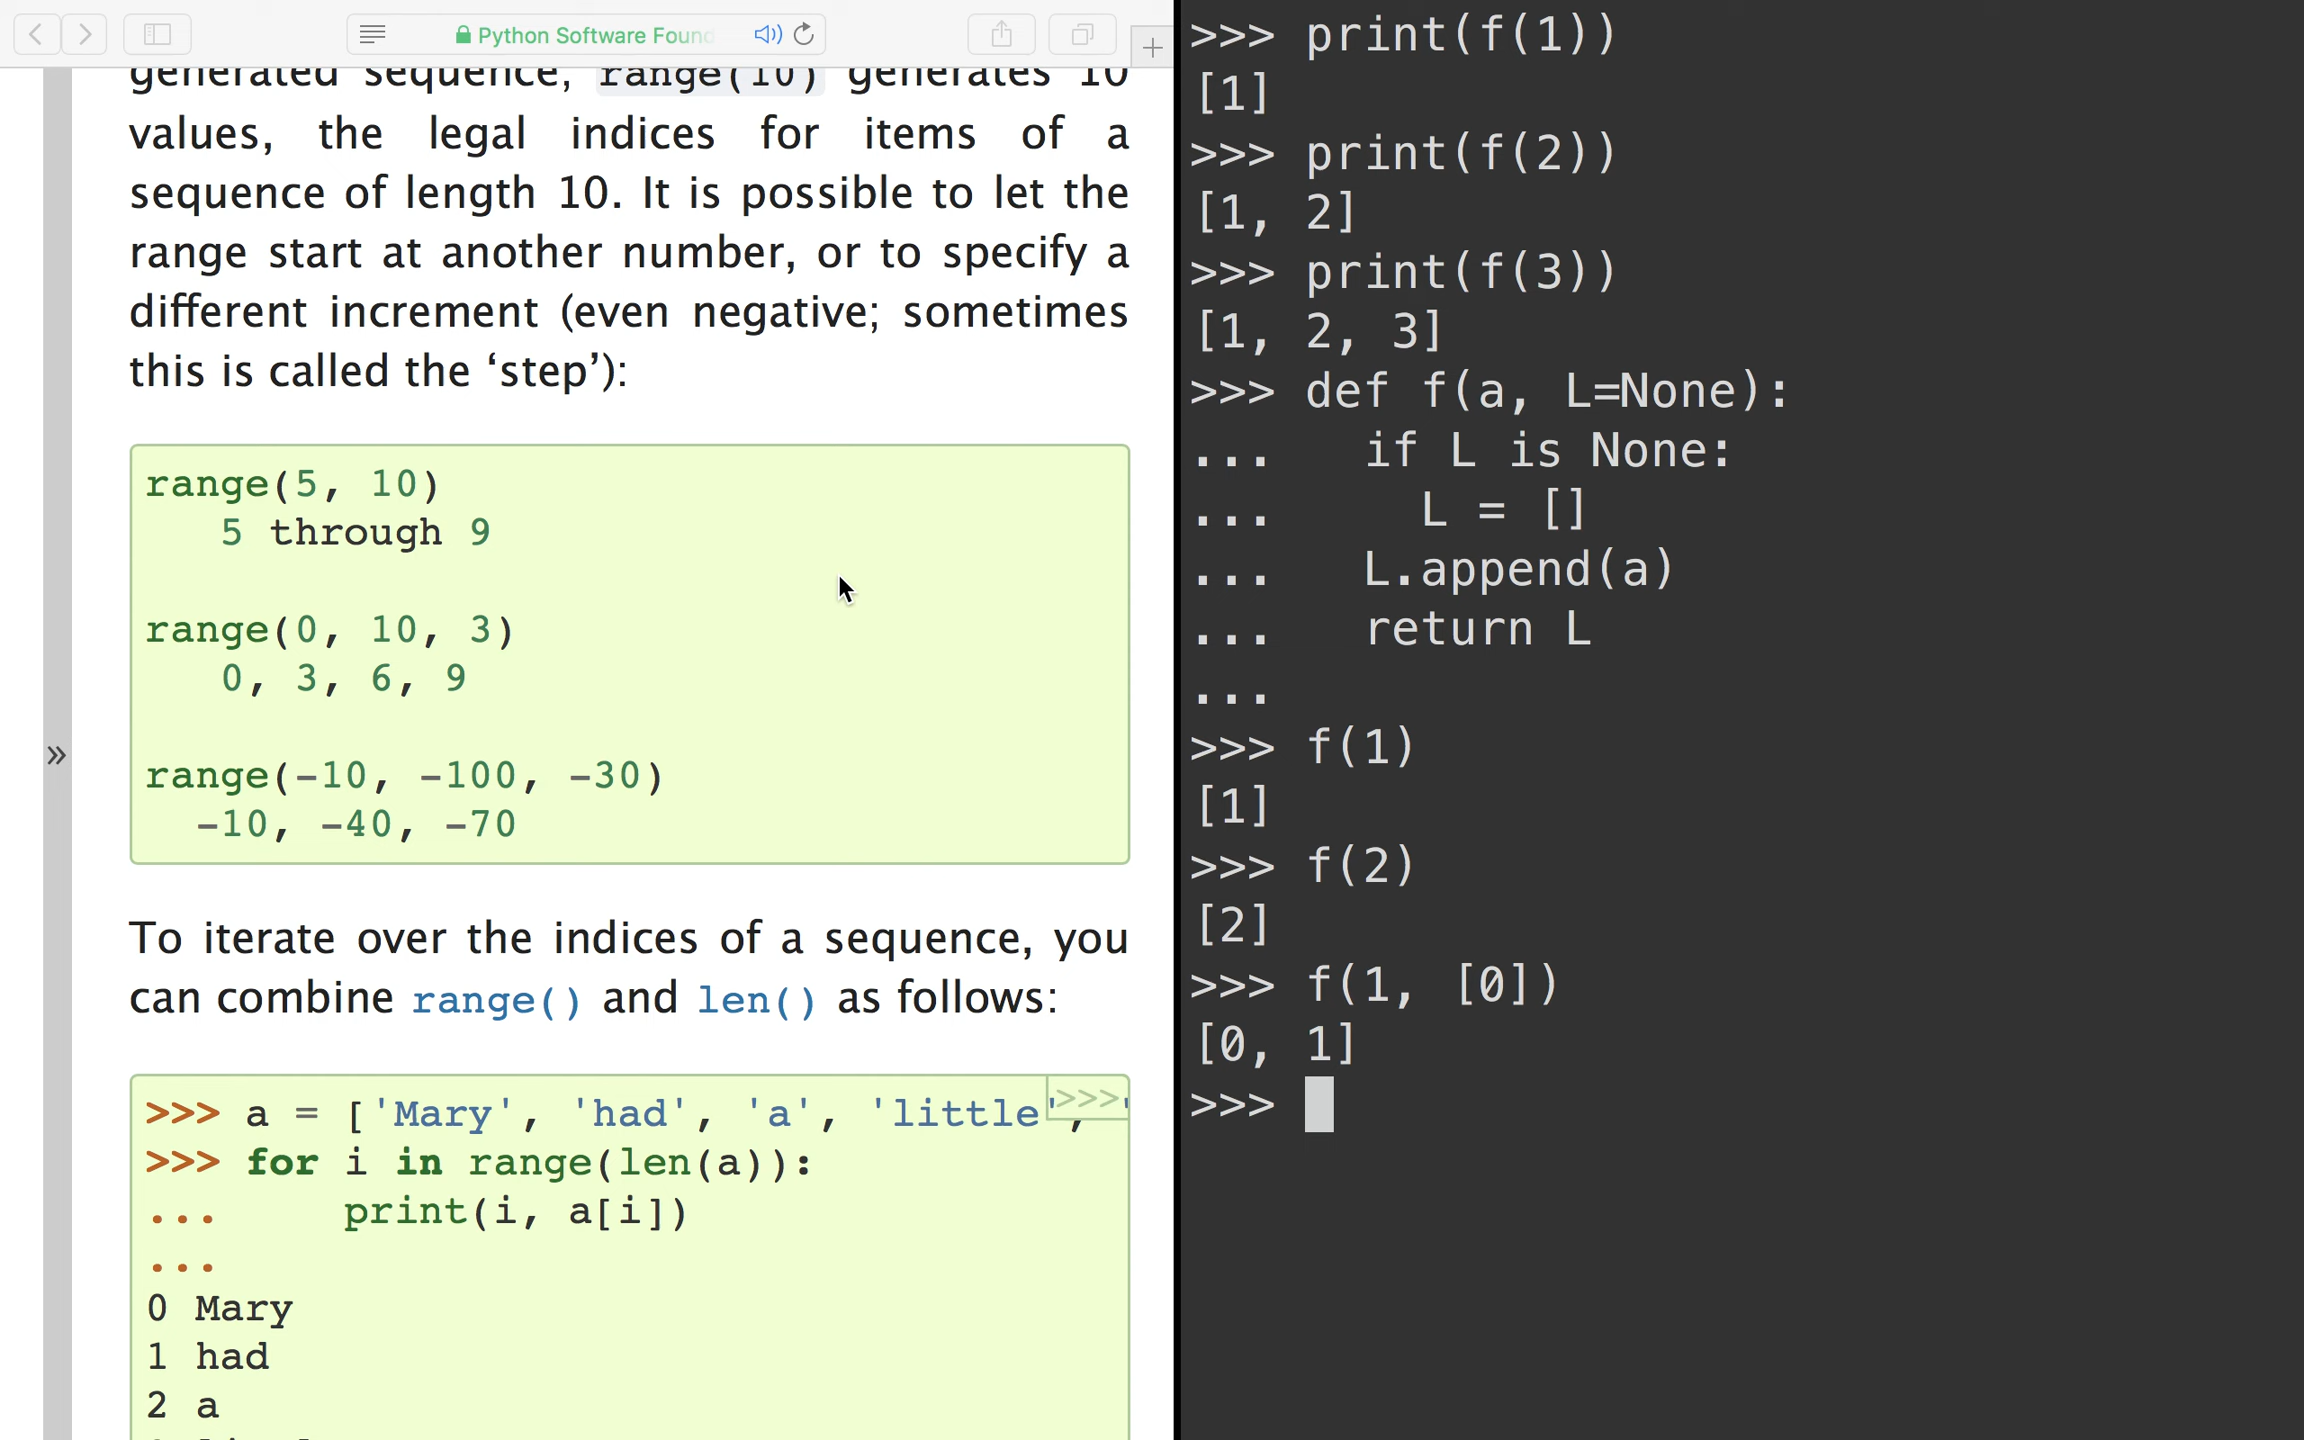 Python Software Found
generated sequence, range(10) generates 10
values, the legal indices for items of a
sequence of length 10. It is possible to let the
range start at another number, or to specify a
different increment (even negative; sometimes
this is called the ‘step’):
range(5, 10)
5 through 9
range(0, 10, 3)
0, 3, 6, 9
range(-10, -100, -30)
-10, -40, -70
»
To iterate over the indices of a sequence, you
can combine range() and len() as follows:
>>>
>>> a = ['Mary', 'had', 'a', 'little',
>>> for i in range(len(a)):
...     print(i, a[i])
...
0 Mary
1 had
2 a
>>> print(f(1))
[1]
>>> print(f(2))
[1, 2]
>>> print(f(3))
[1, 2, 3]
>>> def f(a, L=None):
...   if L is None:
...     L = []
...   L.append(a)
...   return L
...
>>> f(1)
[1]
>>> f(2)
[2]
>>> f(1, [0])
[0, 1]
>>>